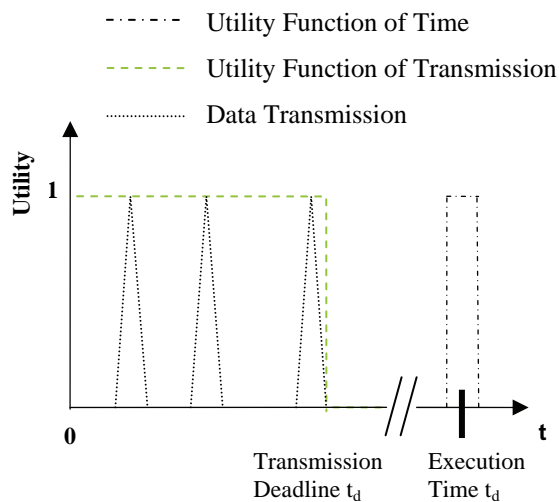 Utility Function of Time
Utility Function of Transmission
Data Transmission
Utility
1
0
t
Transmission
Deadline t_d
Execution
Time t_d